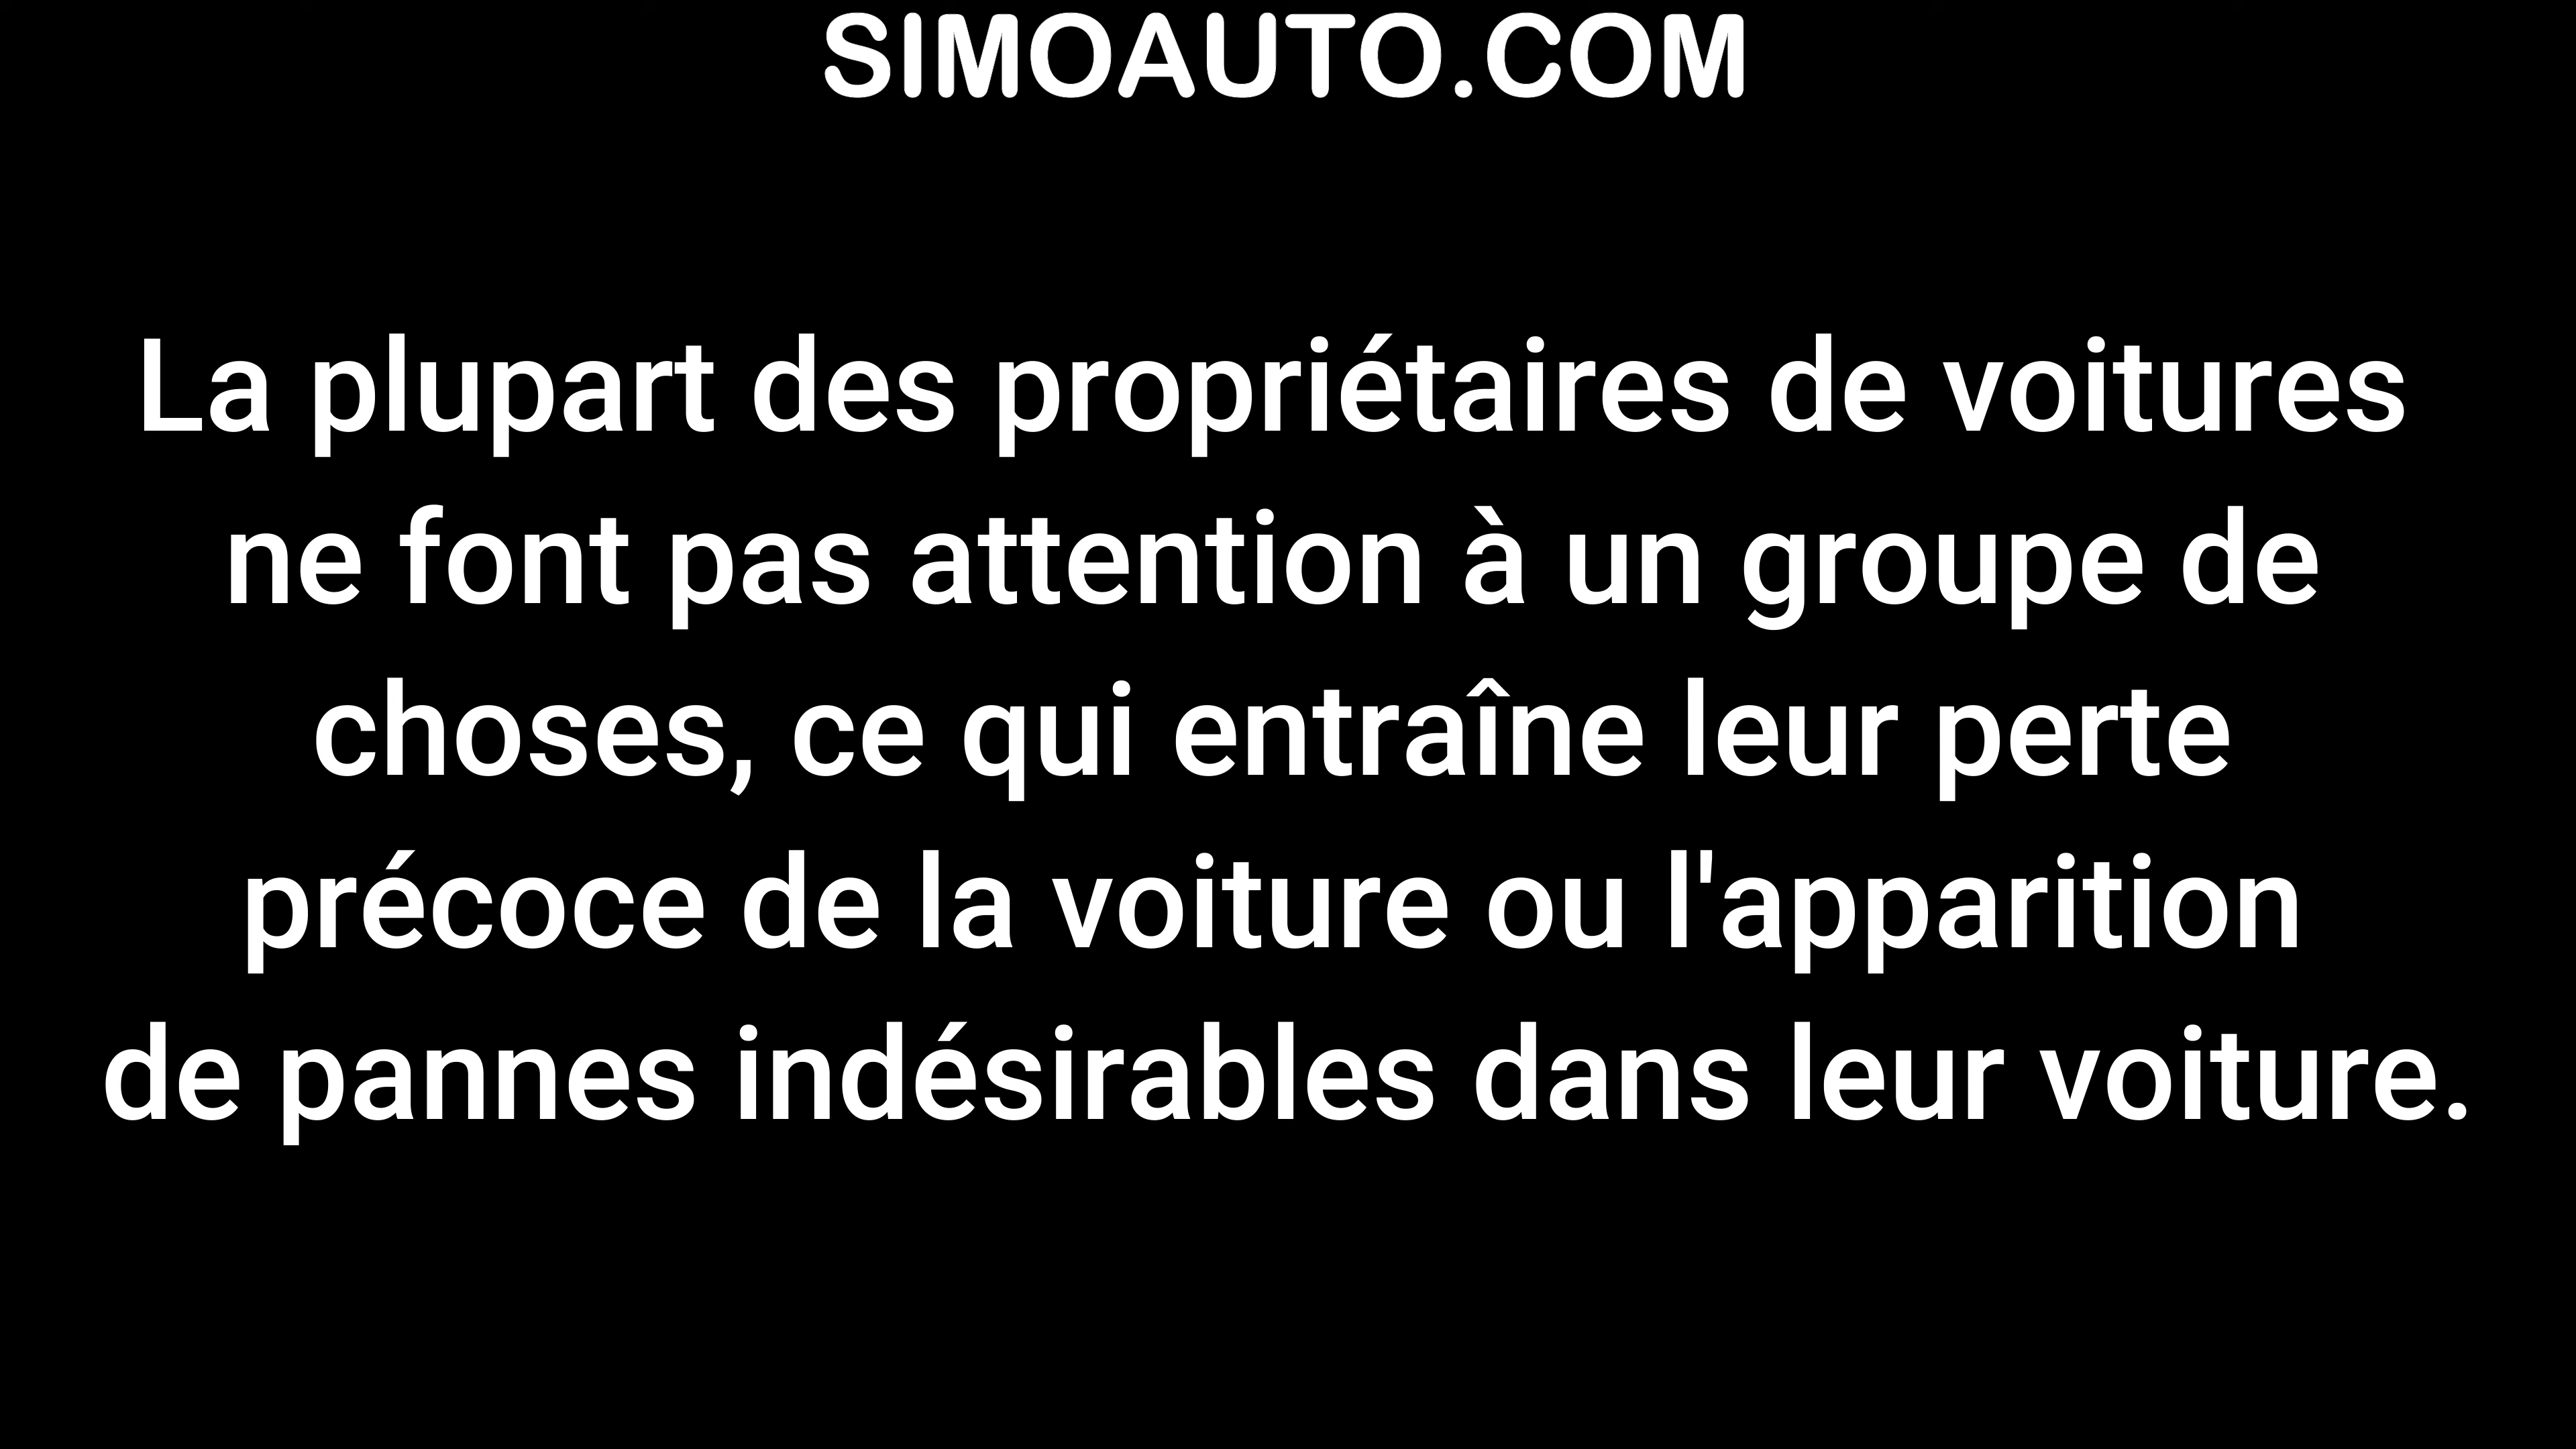 SIMOAUTO.COM
La plupart des propriétaires de voitures
ne font pas attention à un groupe de
choses, ce qui entraîne leur perte
précoce de la voiture ou l'apparition
de pannes indésirables dans leur voiture.